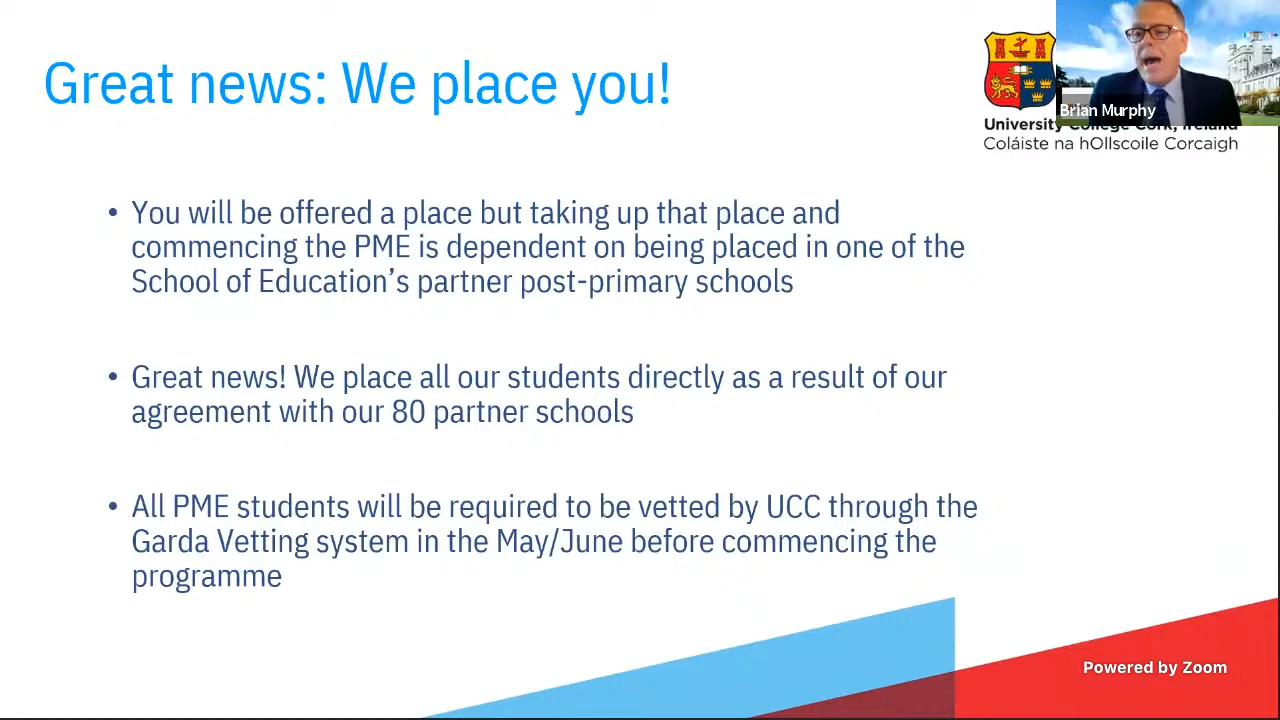 Great news: We place you!
Brian Murphy
University College Cork, Ireland
Coláiste na hOllscoile Corcaigh
• You will be offered a place but taking up that place and
commencing the PME is dependent on being placed in one of the
School of Education’s partner post-primary schools
• Great news! We place all our students directly as a result of our
agreement with our 80 partner schools
• All PME students will be required to be vetted by UCC through the
Garda Vetting system in the May/June before commencing the
programme
Powered by Zoom